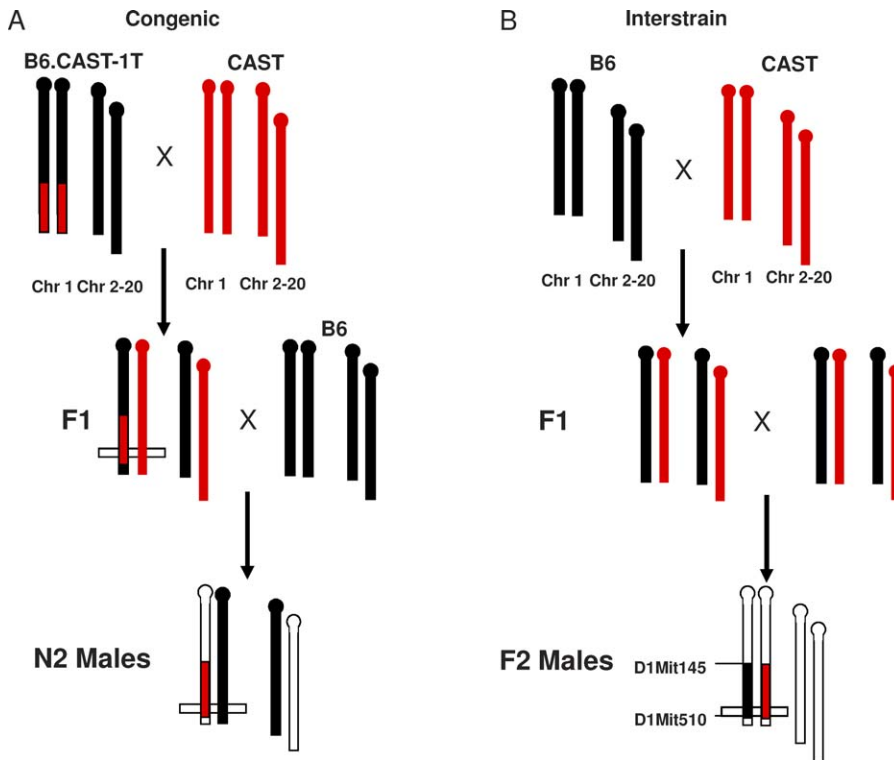 A
Congenic
B6.CAST-1T
CAST
X
Chr 1 Chr 2-20
Chr 1 Chr 2-20
B6
F1
X
N2 Males
B
Interstrain
B6
CAST
X
Chr 1 Chr 2-20
Chr 1 Chr 2-20
F1
X
F2 Males
D1Mit145
D1Mit510